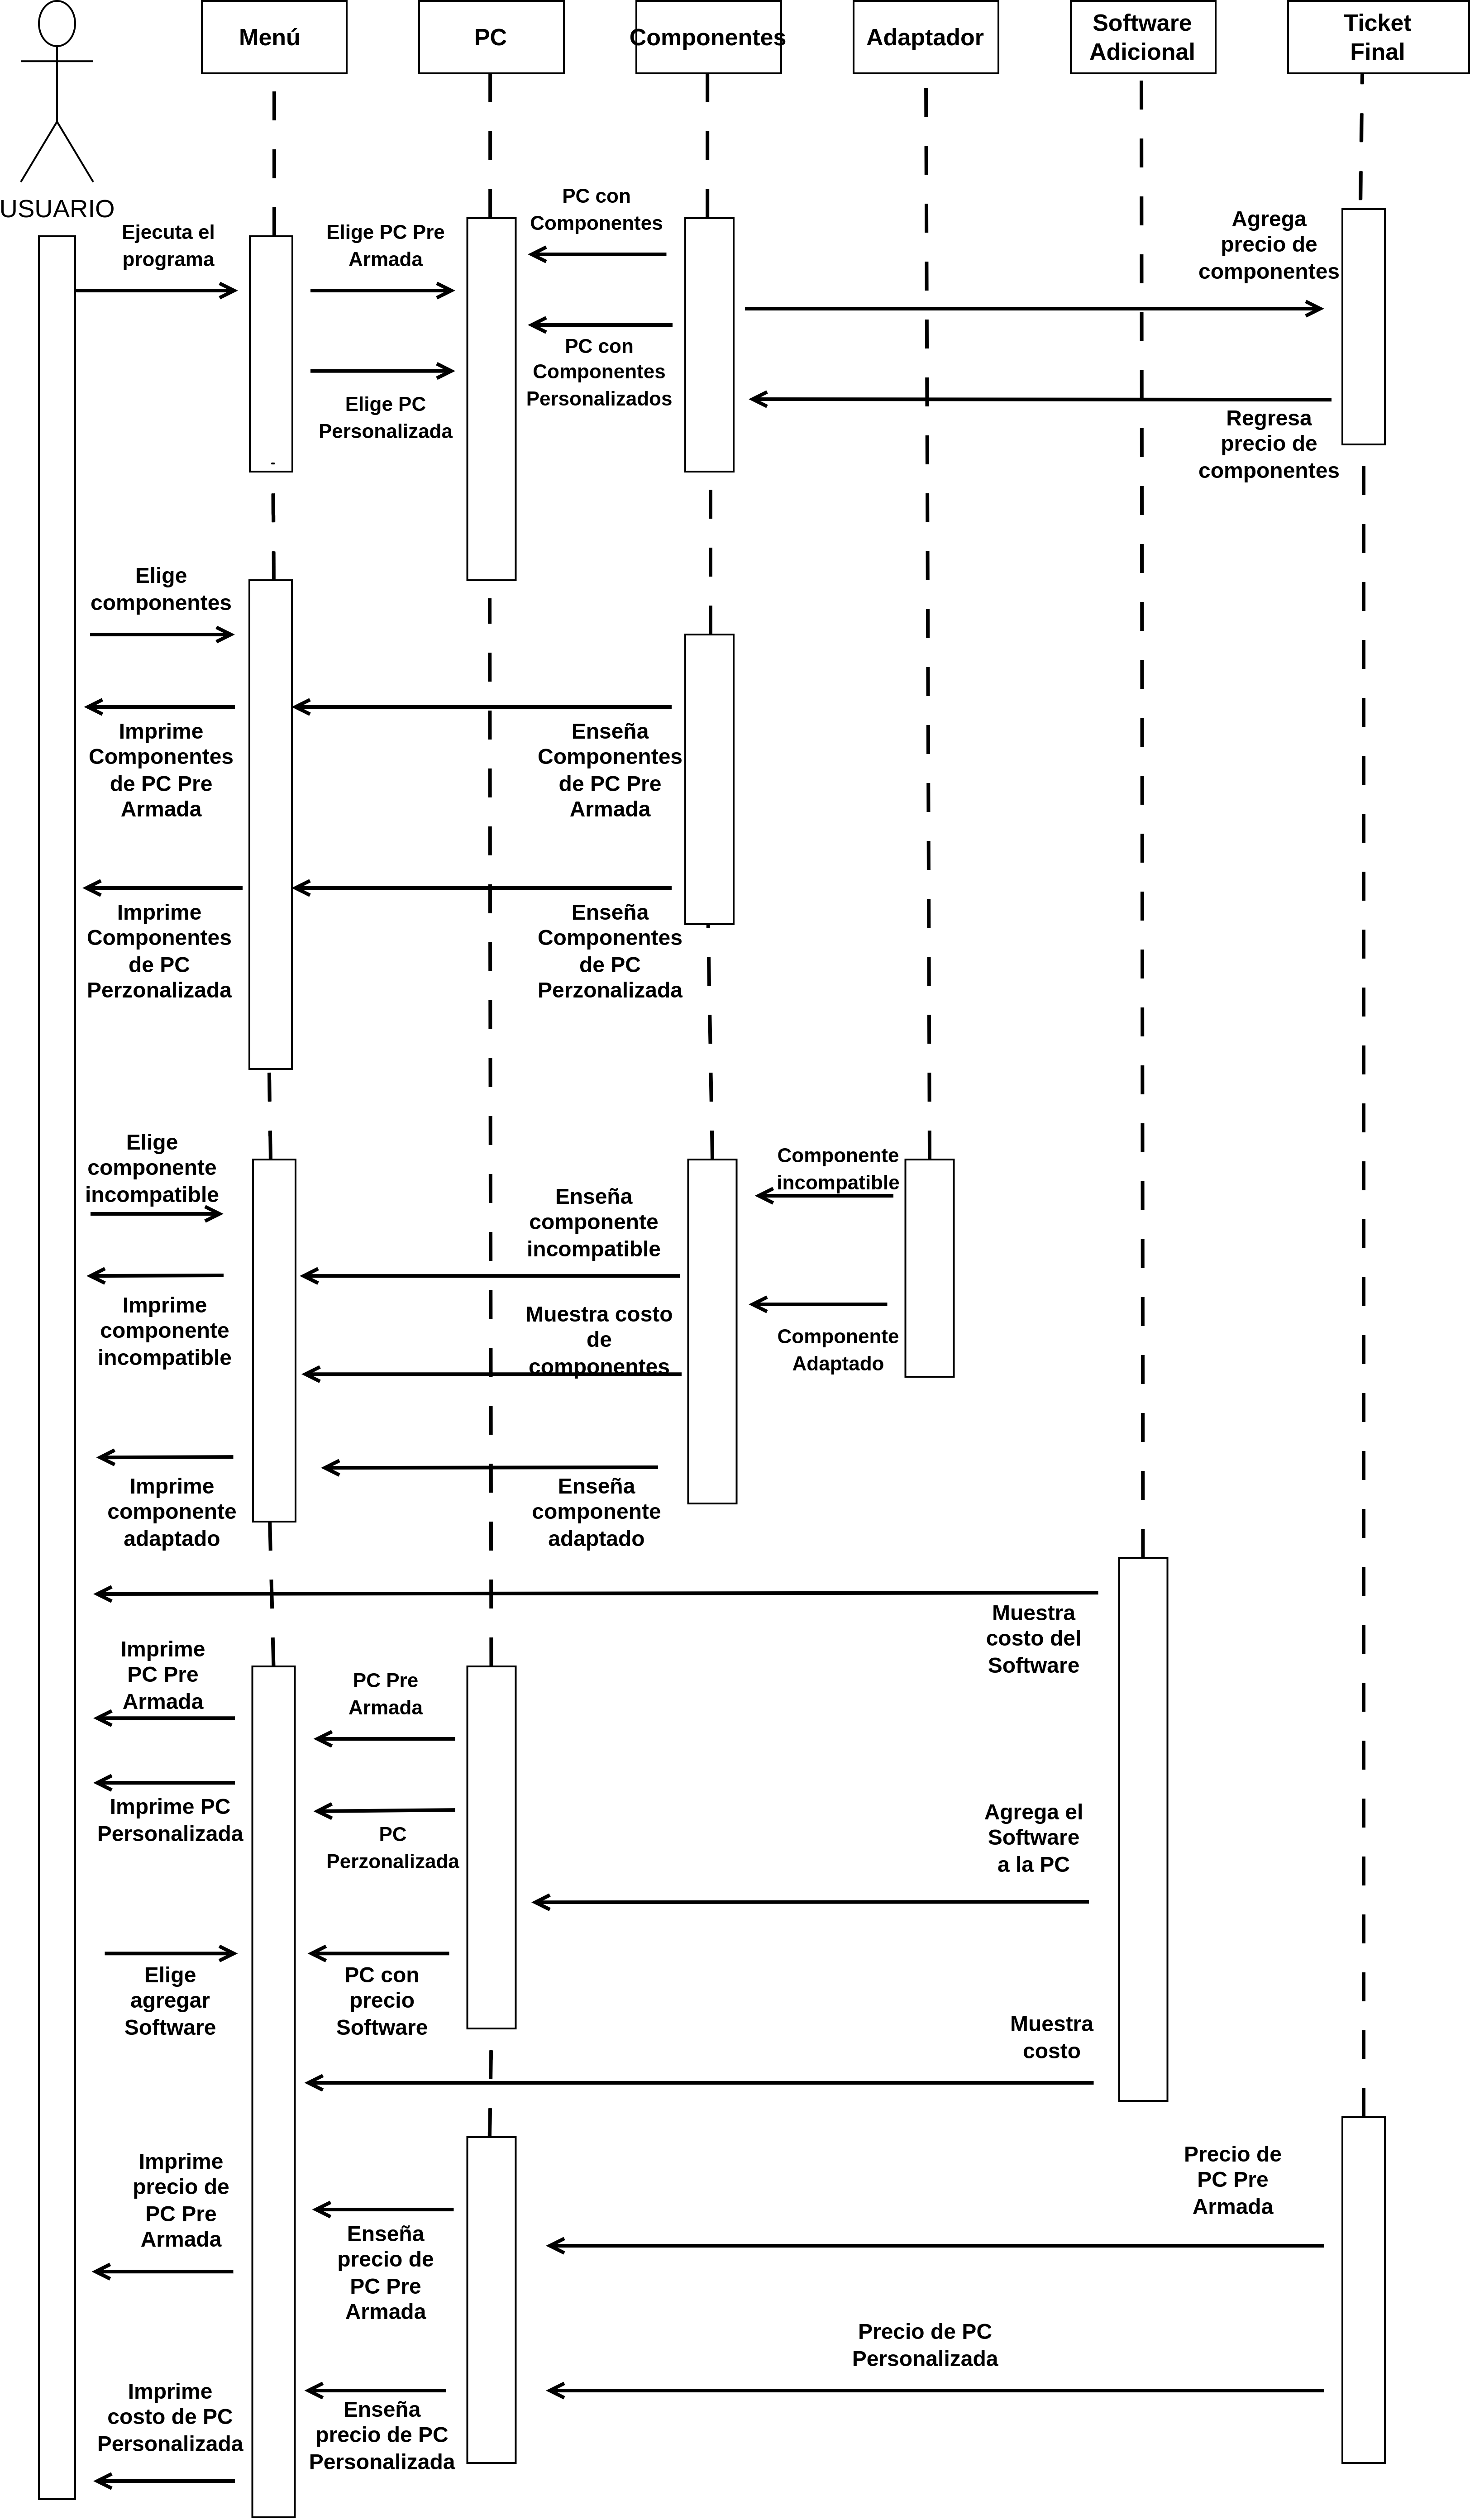 Menú
PC
Componentes
Adaptador
Software
Adicional
Ticket
Final
USUARIO
Ejecuta el
programa
Elige PC Pre
Armada
PC con
Componentes
Agrega
precio de
componentes
Elige PC
Personalizada
PC con
Componentes
Personalizados
Regresa
precio de
componentes
-
Elige
componentes
Imprime
Componentes
de PC Pre
Armada
Enseña
Componentes
de PC Pre
Armada
Imprime
Componentes
de PC
Perzonalizada
Enseña
Componentes
de PC
Perzonalizada
Elige
componente
incompatible
Enseña
componente
incompatible
Componente
incompatible
Imprime
componente
incompatible
Muestra costo
de
componentes
Componente
Adaptado
Imprime
componente
adaptado
Enseña
componente
adaptado
Muestra
costo del
Software
Imprime
PC Pre
Armada
PC Pre
Armada
Imprime PC
Personalizada
PC
Perzonalizada
Agrega el
Software
a la PC
Elige
agregar
Software
PC con
precio
Software
Muestra
costo
Imprime
precio de
PC Pre
Armada
Enseña
precio de
PC Pre
Armada
Precio de
PC Pre
Armada
Precio de PC
Personalizada
Imprime
costo de PC
Personalizada
Enseña
precio de PC
Personalizada